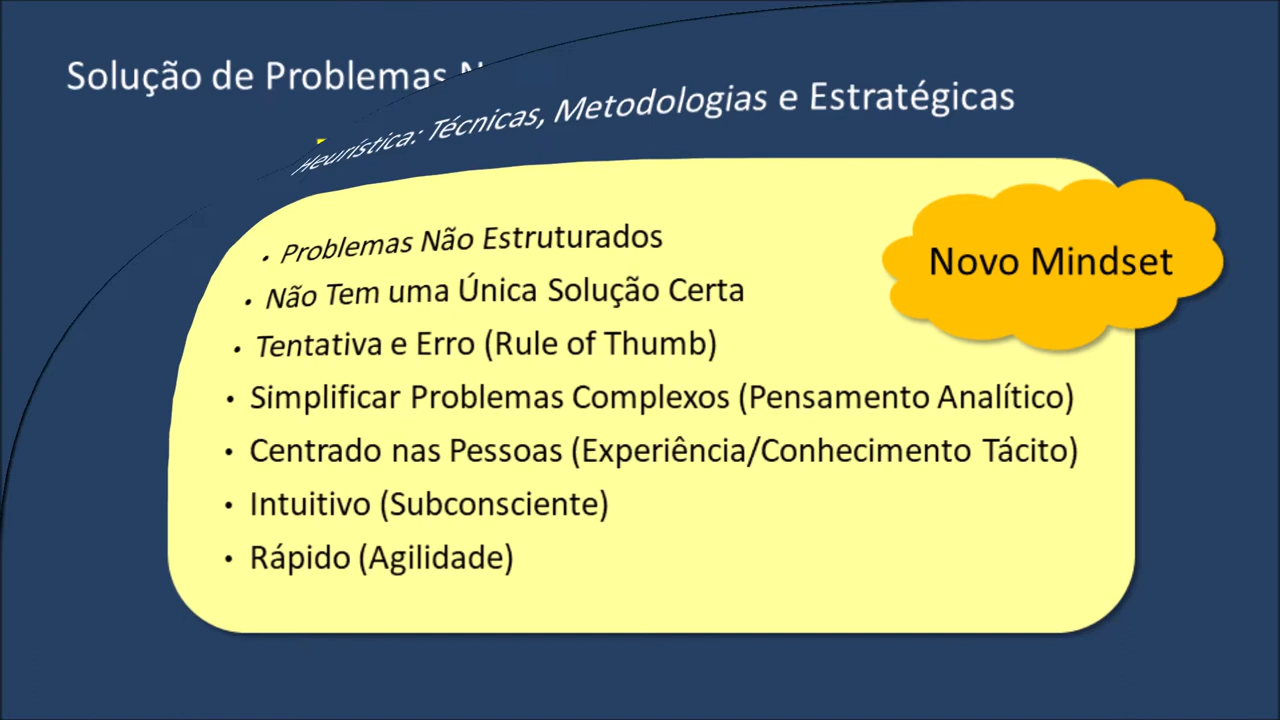 Solução de Problemas
Heurística: Técnicas, Metodologias e Estratégicas
Novo Mindset
• Problemas Não Estruturados
• Não Tem uma Única Solução Certa
• Tentativa e Erro (Rule of Thumb)
• Simplificar Problemas Complexos (Pensamento Analítico)
• Centrado nas Pessoas (Experiência/Conhecimento Tácito)
• Intuitivo (Subconsciente)
• Rápido (Agilidade)